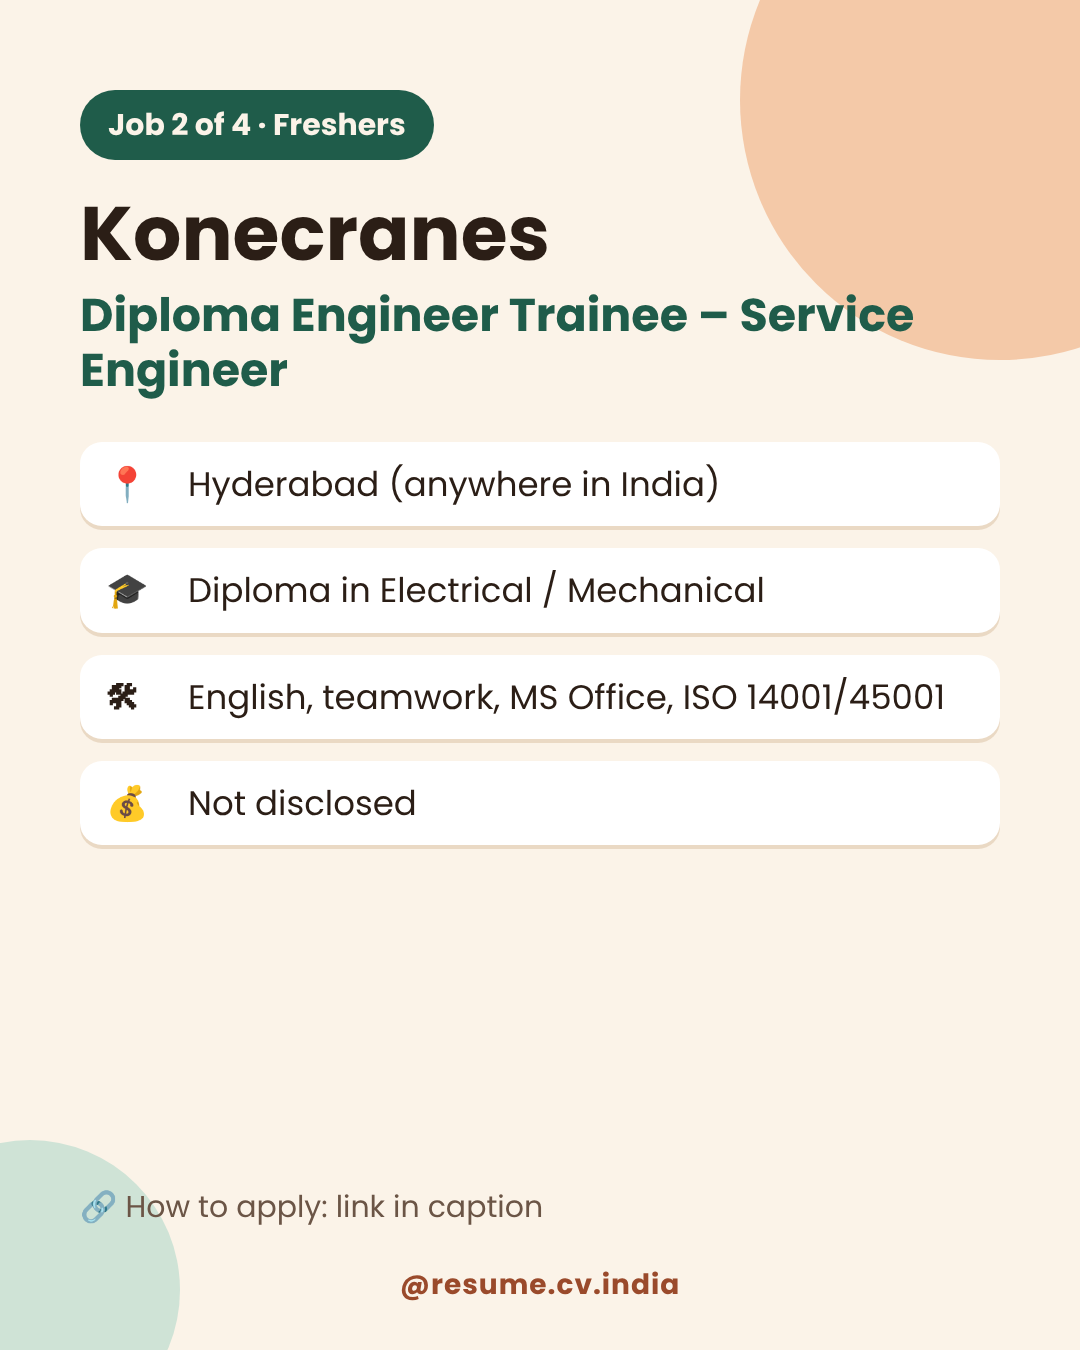 Job 2 of 4 · Freshers
Konecranes
Diploma Engineer Trainee – Service
Engineer
📍 Hyderabad (anywhere in India)
🎓 Diploma in Electrical / Mechanical
🛠 English, teamwork, MS Office, ISO 14001/45001
💰 Not disclosed
🔗 How to apply: link in caption
@resume.cv.india